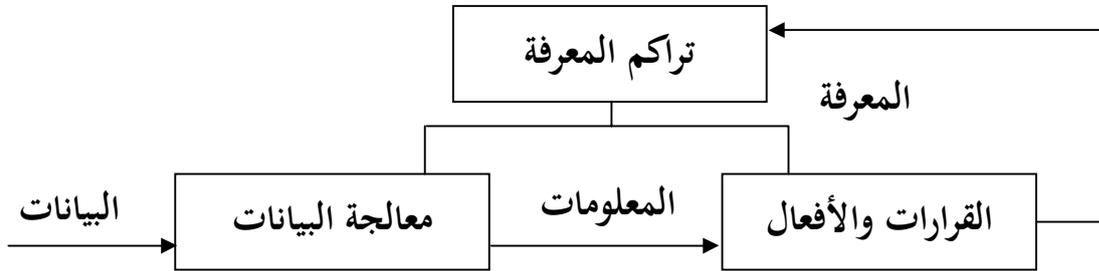 تراكم المعرفة
المعرفة
القرارات والأفعال
المعلومات
معالجة البيانات
البيانات